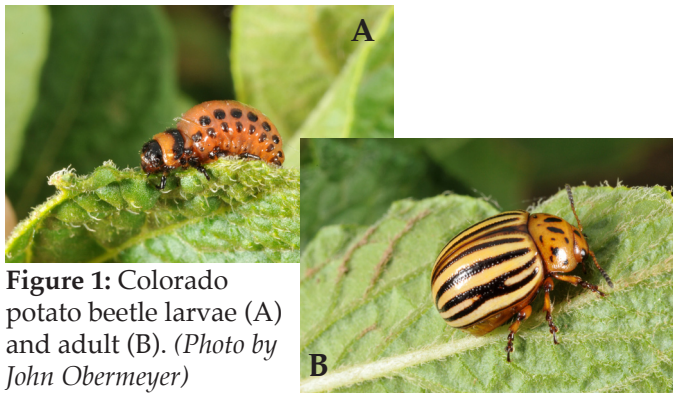 A
B
Figure 1: Colorado
potato beetle larvae (A)
and adult (B). (Photo by
John Obermeyer)